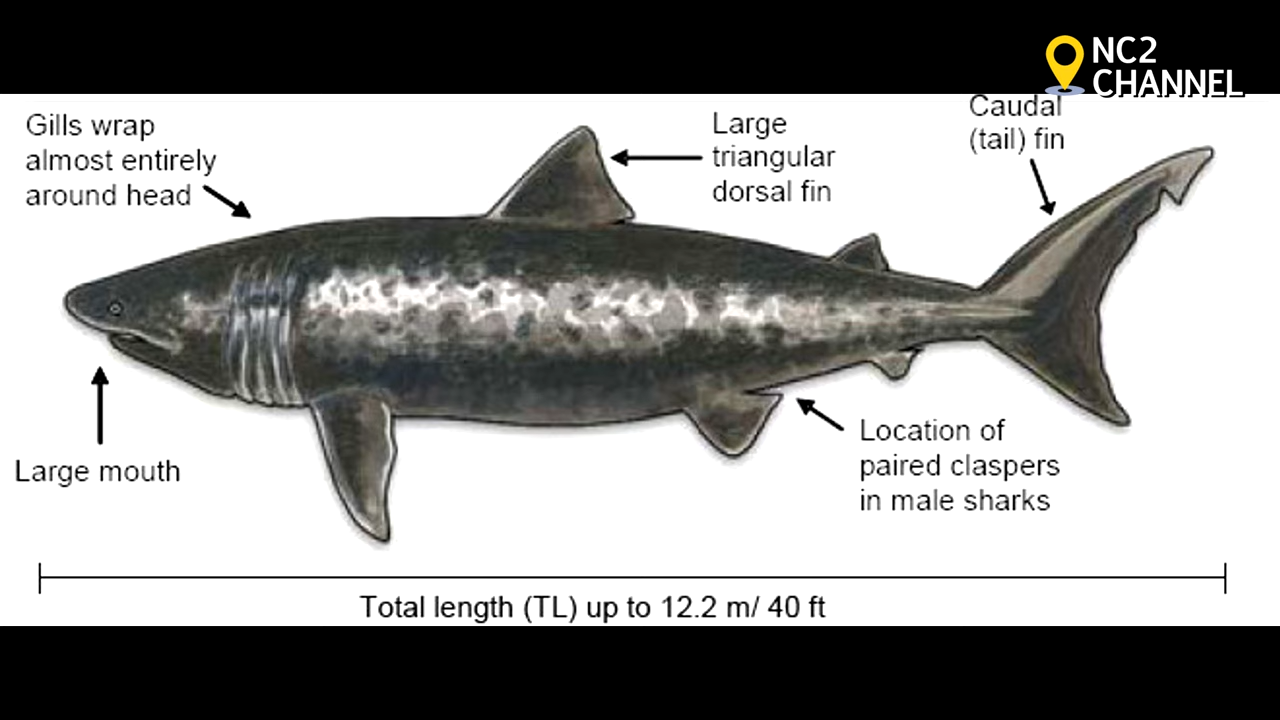 NC2
CHANNEL
Gills wrap
almost entirely
around head
Large
triangular
dorsal fin
Caudal
(tail) fin
Large mouth
Location of
paired claspers
in male sharks
Total length (TL) up to 12.2 m/ 40 ft